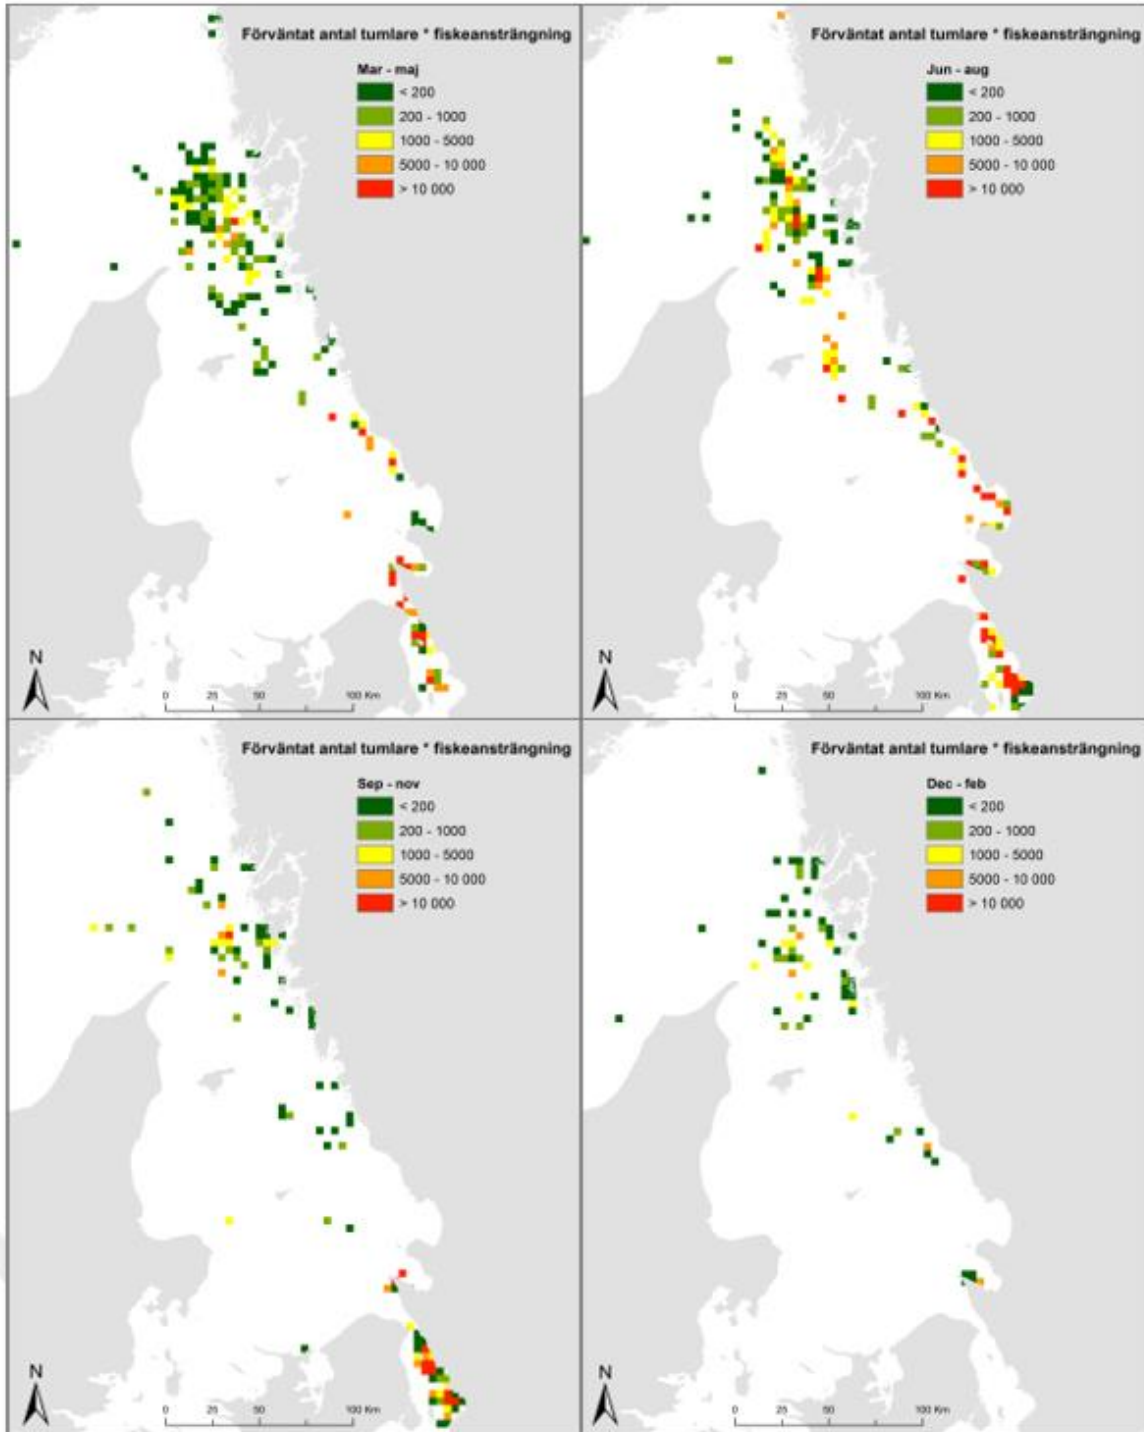 Förväntat antal tumlare * fiskeansträngning
Mar - maj
< 200
200 - 1000
1000 - 5000
5000 - 10 000
> 10 000
N
0 25 50 100 Km
Förväntat antal tumlare * fiskeansträngning
Jun - aug
< 200
200 - 1000
1000 - 5000
5000 - 10 000
> 10 000
N
0 25 50 100 Km
Förväntat antal tumlare * fiskeansträngning
Sep - nov
< 200
200 - 1000
1000 - 5000
5000 - 10 000
> 10 000
N
0 25 50 100 Km
Förväntat antal tumlare * fiskeansträngning
Dec - feb
< 200
200 - 1000
1000 - 5000
5000 - 10 000
> 10 000
N
0 25 50 100 Km